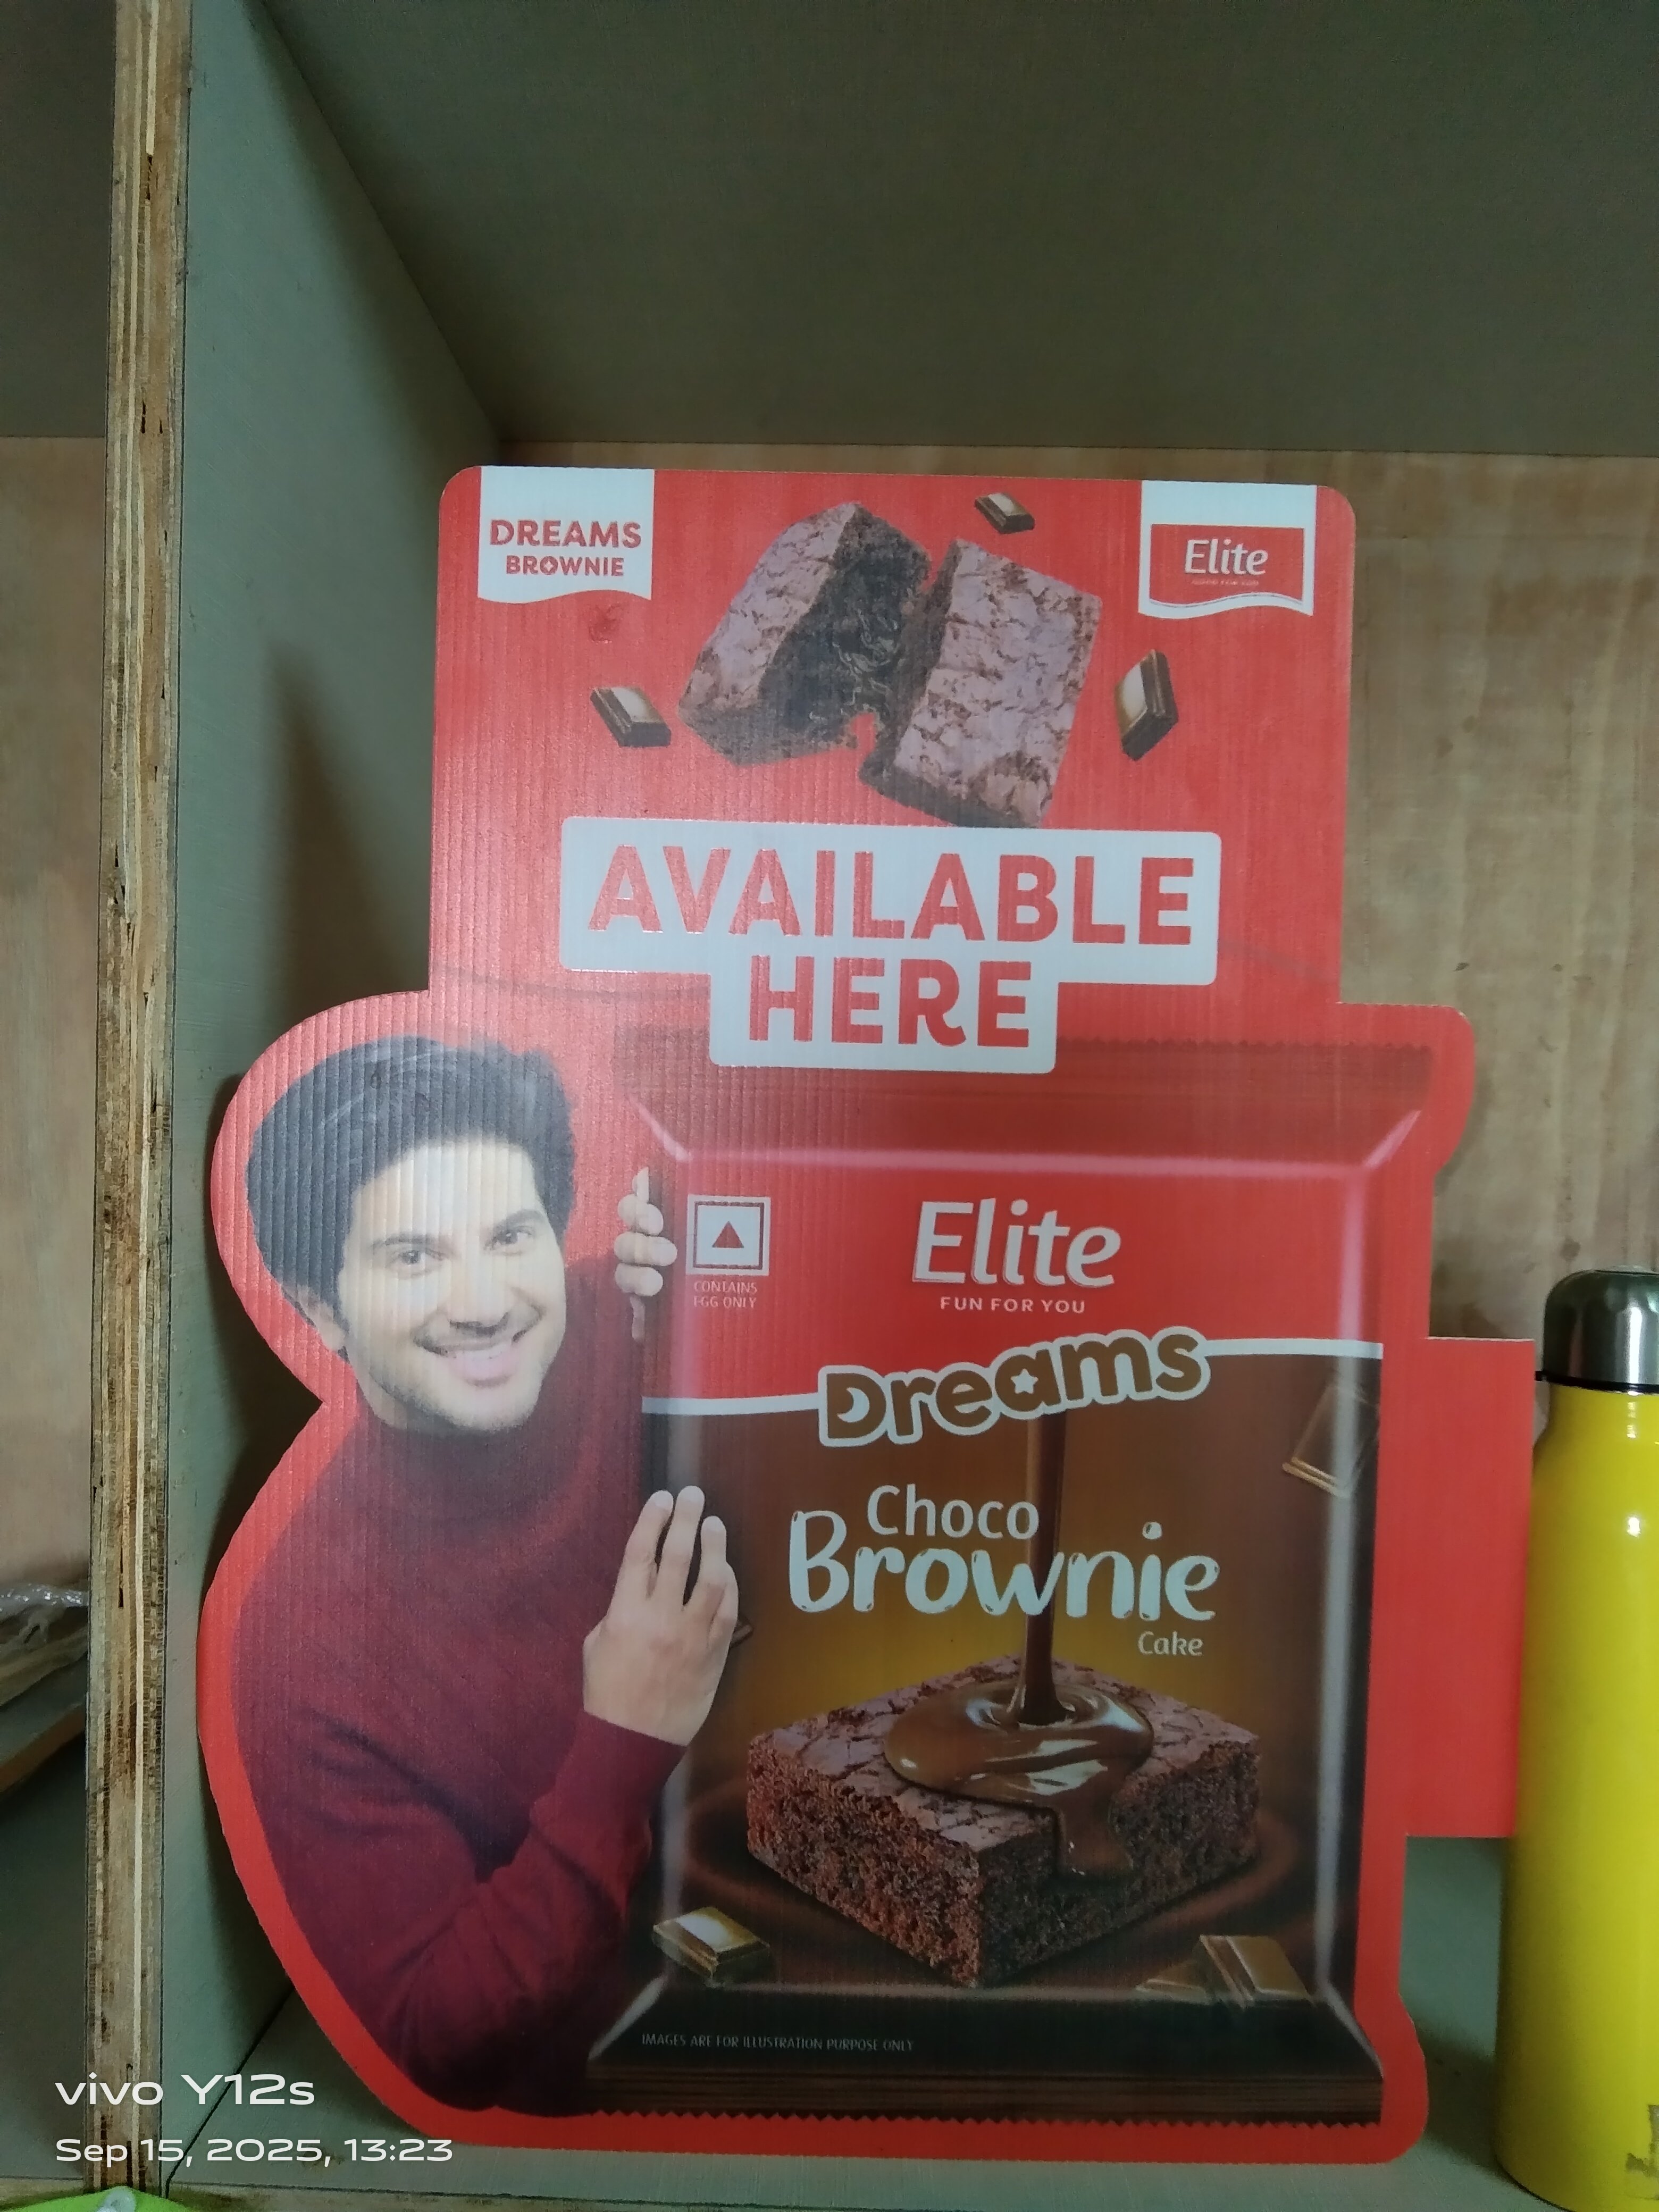 DREAMS
BROWNIE
Elite
AVAILABLE
HERE
CONTAINS
EGG ONLY
Elite
FUN FOR YOU
Dreams
Choco
Brownie
Cake
IMAGES ARE FOR ILLUSTRATION PURPOSE ONLY
vivo Y12s
Sep 15, 2025, 13:23